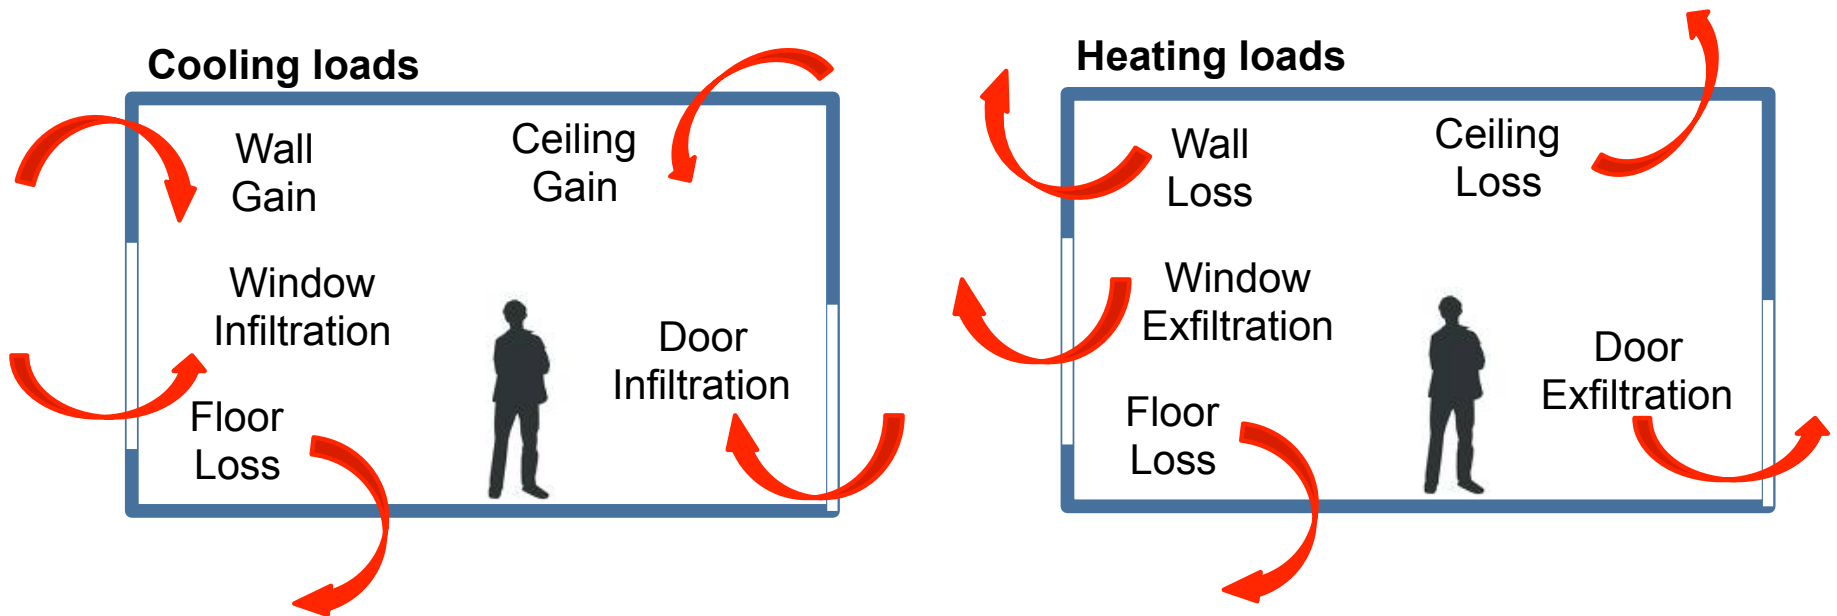 Cooling loads
Wall
Gain
Ceiling
Gain
Window
Infiltration
Door
Infiltration
Floor
Loss
Heating loads
Wall
Loss
Ceiling
Loss
Window
Exfiltration
Door
Exfiltration
Floor
Loss